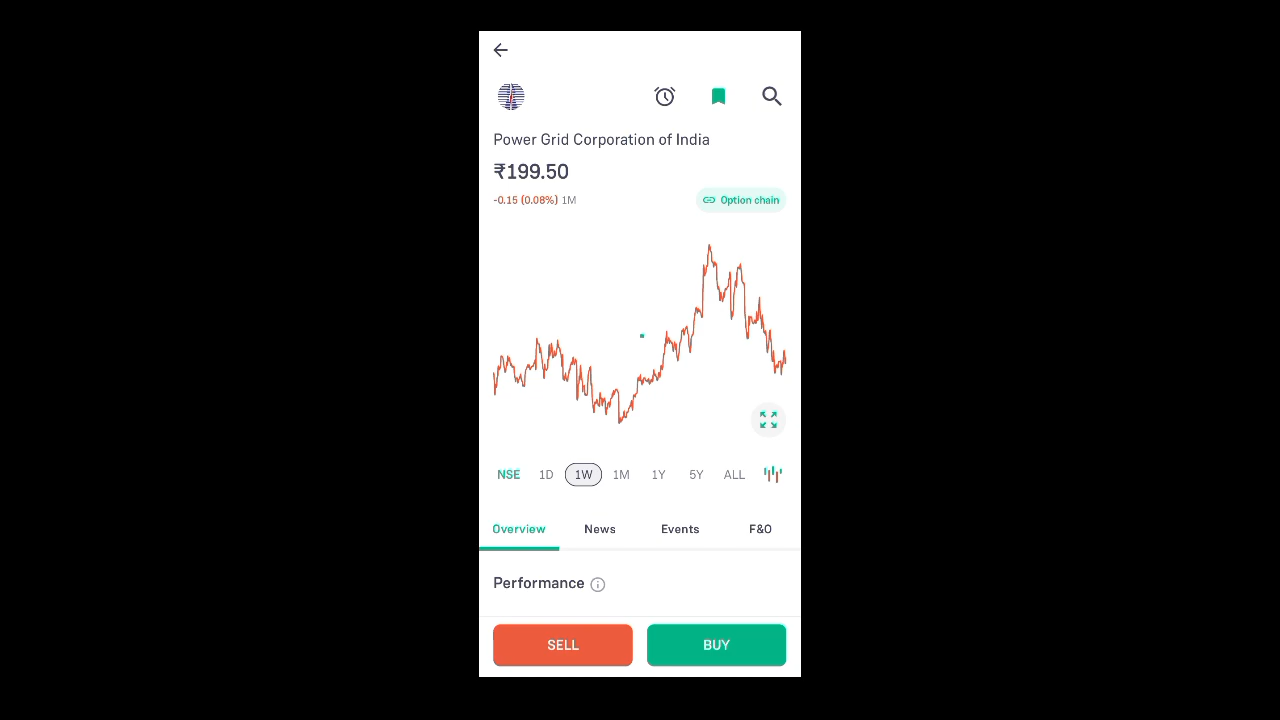 Power Grid Corporation of India
₹199.50
-0.15 (0.08%) 1M
Option chain
NSE 1D 1W 1M 1Y 5Y ALL
Overview News Events F&O
Performance
SELL BUY